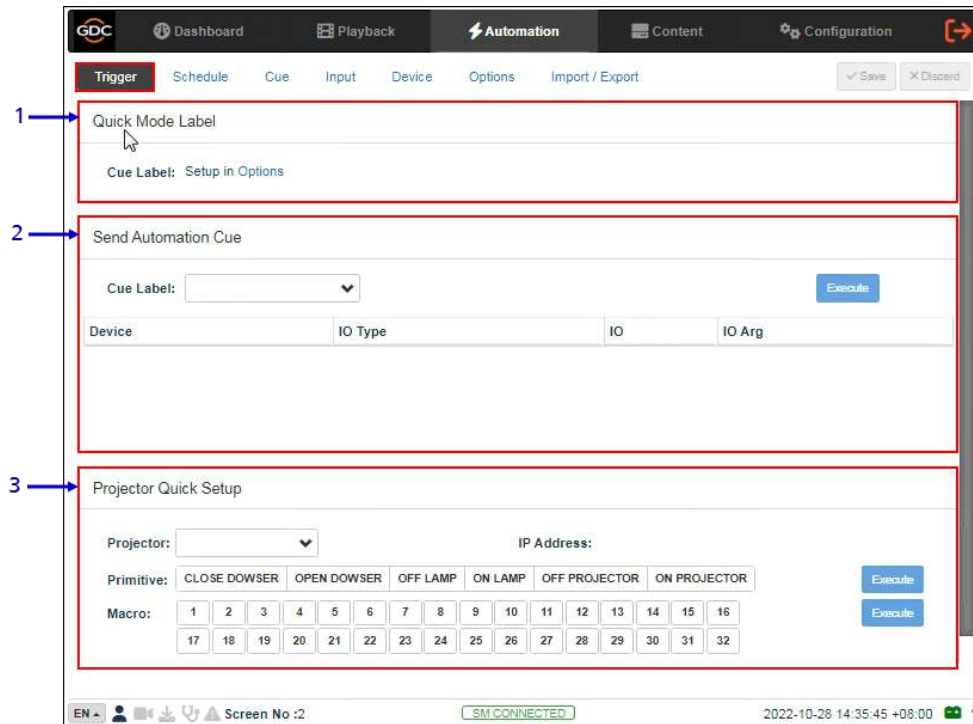 GDC Dashboard Playback Automation Content Configuration
Trigger Schedule Cue Input Device Options Import / Export Save Discard
1
Quick Mode Label
Cue Label: Setup in Options
2
Send Automation Cue
Cue Label: Execute
Device IO Type IO IO Arg
3
Projector Quick Setup
Projector: IP Address:
Primitive: CLOSE DOWSER OPEN DOWSER OFF LAMP ON LAMP OFF PROJECTOR ON PROJECTOR Execute
Macro: 1 2 3 4 5 6 7 8 9 10 11 12 13 14 15 16 Execute
17 18 19 20 21 22 23 24 25 26 27 28 29 30 31 32
EN Screen No :2 SM CONNECTED 2022-10-28 14:35:45 +08:00